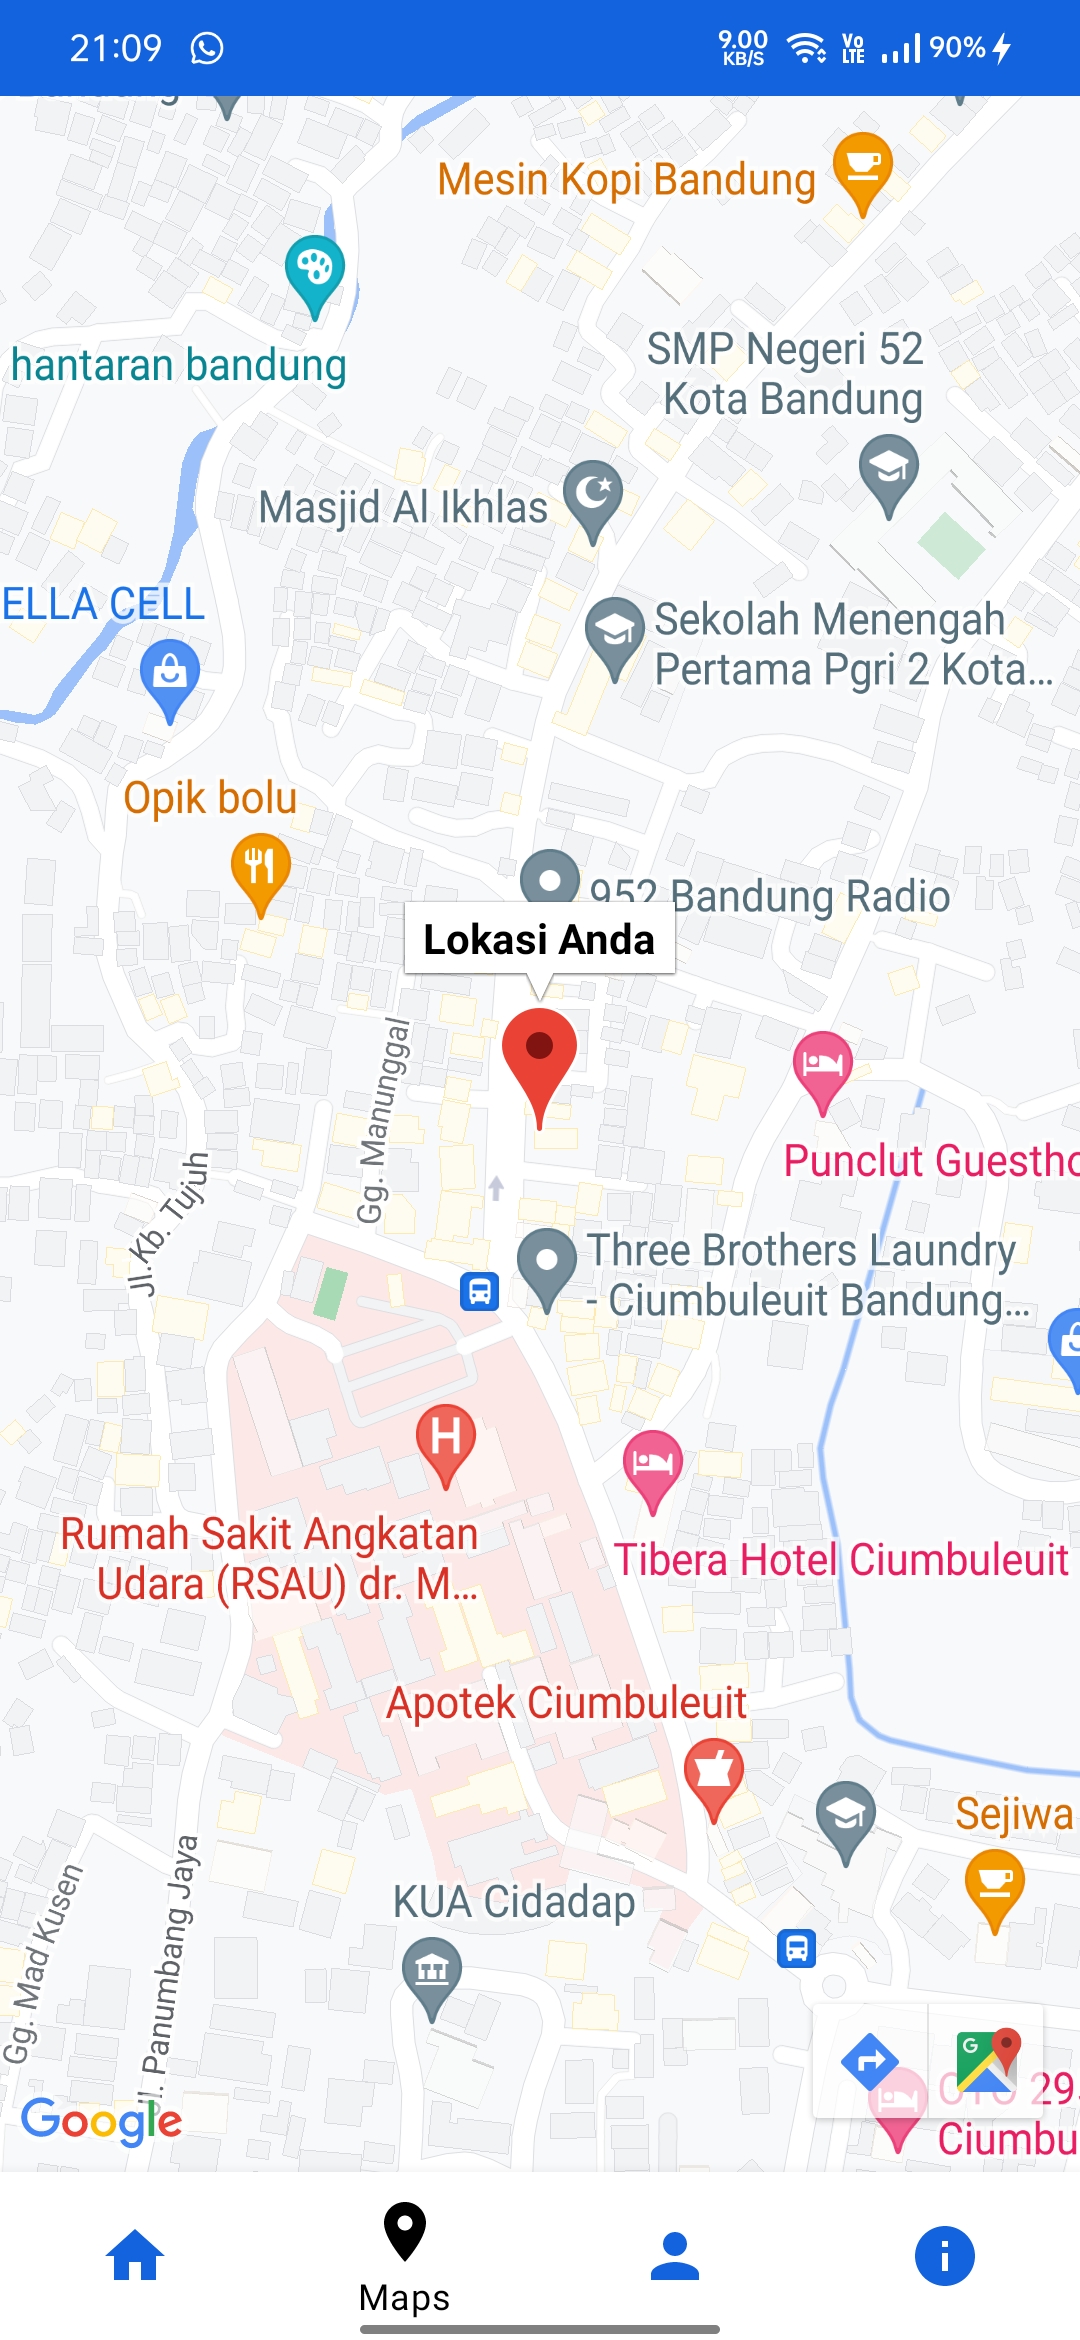 21:09
9.00
KB/S
Vo
LTE
90%
Mesin Kopi Bandung
hantaran bandung
SMP Negeri 52
Kota Bandung
Masjid Al Ikhlas
ELLA CELL
Sekolah Menengah
Pertama Pgri 2 Kota...
Opik bolu
952 Bandung Radio
Lokasi Anda
Gg. Manunggal
Punclut Guestho
Jl. Kb. Tujuh
Three Brothers Laundry
- Ciumbuleuit Bandung...
H
Rumah Sakit Angkatan
Udara (RSAU) dr. M...
Tibera Hotel Ciumbuleuit
Apotek Ciumbuleuit
Sejiwa
KUA Cidadap
Gg. Mad Kusen
Jl. Panumbang Jaya
G
29
Ciumbu
Google
Maps